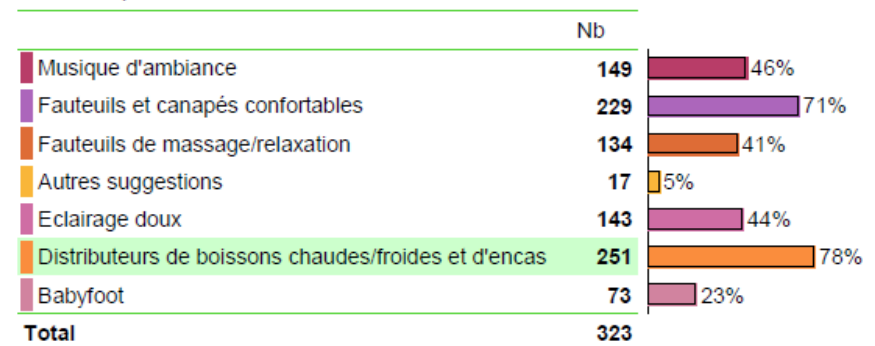 Nb
Musique d'ambiance 149 46%
Fauteuils et canapés confortables 229 71%
Fauteuils de massage/relaxation 134 41%
Autres suggestions 17 5%
Eclairage doux 143 44%
Distributeurs de boissons chaudes/froides et d'encas 251 78%
Babyfoot 73 23%
Total 323